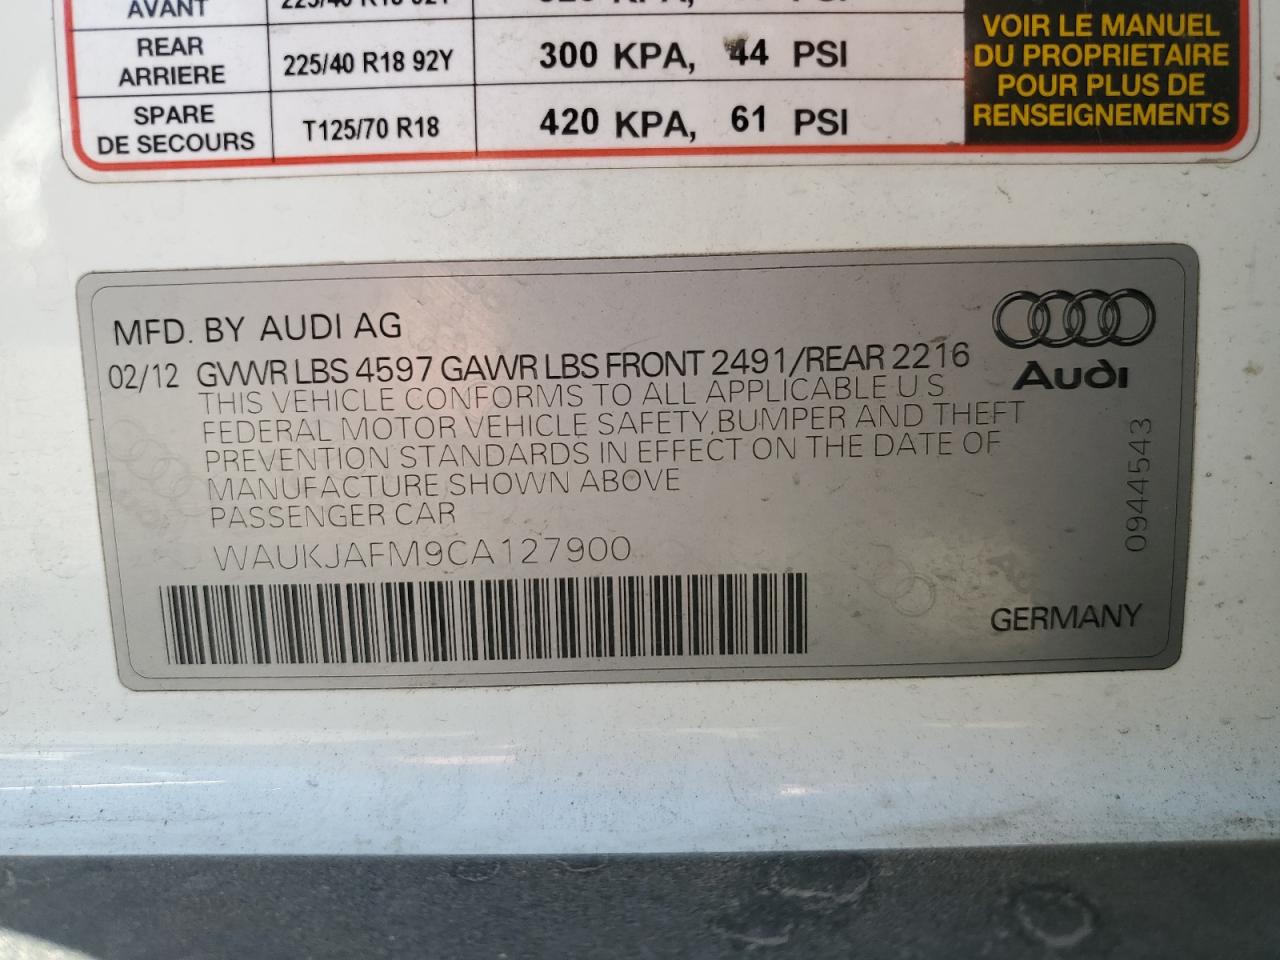 AVANT
REAR ARRIERE 225/40 R18 92Y 300 KPA, 44 PSI
SPARE DE SECOURS T125/70 R18 420 KPA, 61 PSI
VOIR LE MANUEL
DU PROPRIETAIRE
POUR PLUS DE
RENSEIGNEMENTS
MFD. BY AUDI AG
02/12 GVWR LBS 4597 GAWR LBS FRONT 2491/REAR 2216
THIS VEHICLE CONFORMS TO ALL APPLICABLE U S
FEDERAL MOTOR VEHICLE SAFETY, BUMPER AND THEFT
PREVENTION STANDARDS IN EFFECT ON THE DATE OF
MANUFACTURE SHOWN ABOVE
PASSENGER CAR
WAUKJAFM9CA127900
Audi
0944543
GERMANY